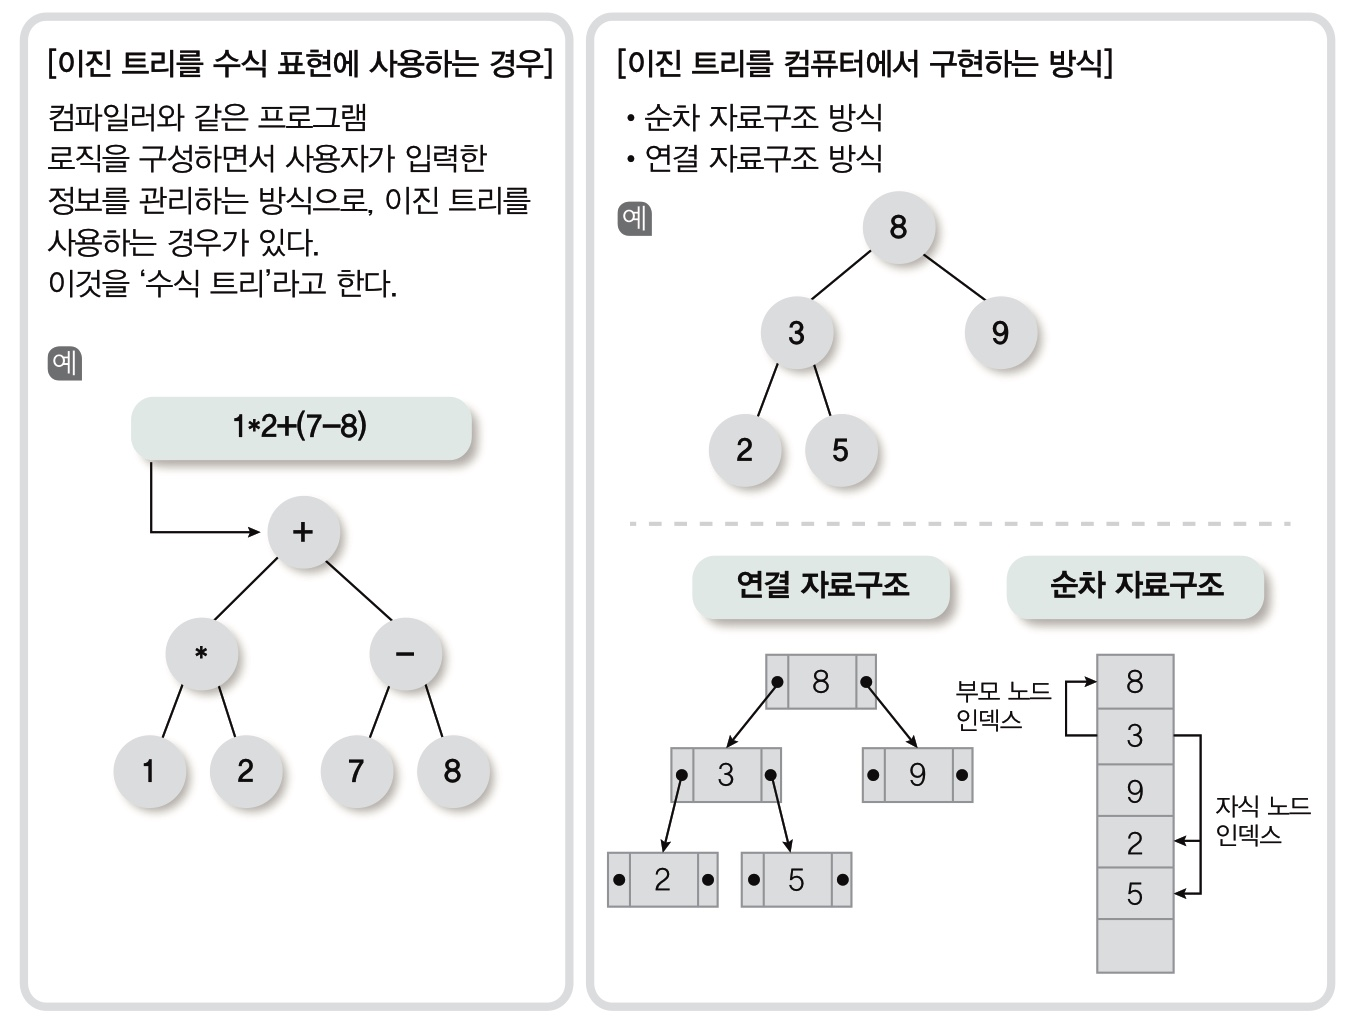 [이진 트리를 수식 표현에 사용하는 경우]
컴파일러와 같은 프로그램
로직을 구성하면서 사용자가 입력한
정보를 관리하는 방식으로, 이진 트리를
사용하는 경우가 있다.
이것을 ‘수식 트리’라고 한다.
예
1*2+(7−8)
+
* −
1 2 7 8
[이진 트리를 컴퓨터에서 구현하는 방식]
• 순차 자료구조 방식
• 연결 자료구조 방식
예
8
3 9
2 5
연결 자료구조
8
3 9
2 5
순차 자료구조
부모 노드
인덱스
8
3
9
2
5
자식 노드
인덱스